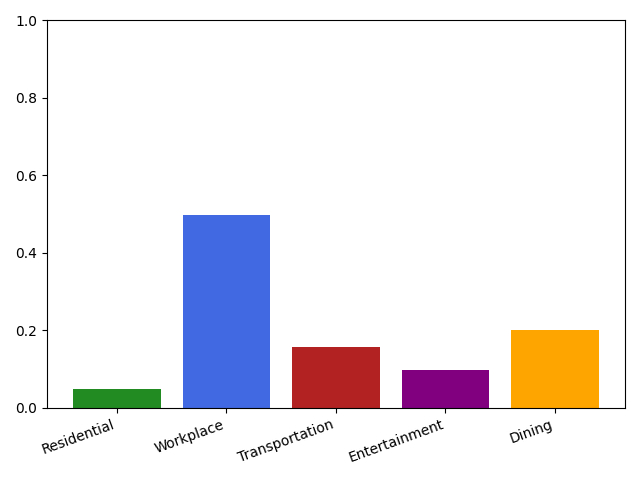 1.0
0.8
0.6
0.4
0.2
0.0
Residential
Workplace
Transportation
Entertainment
Dining